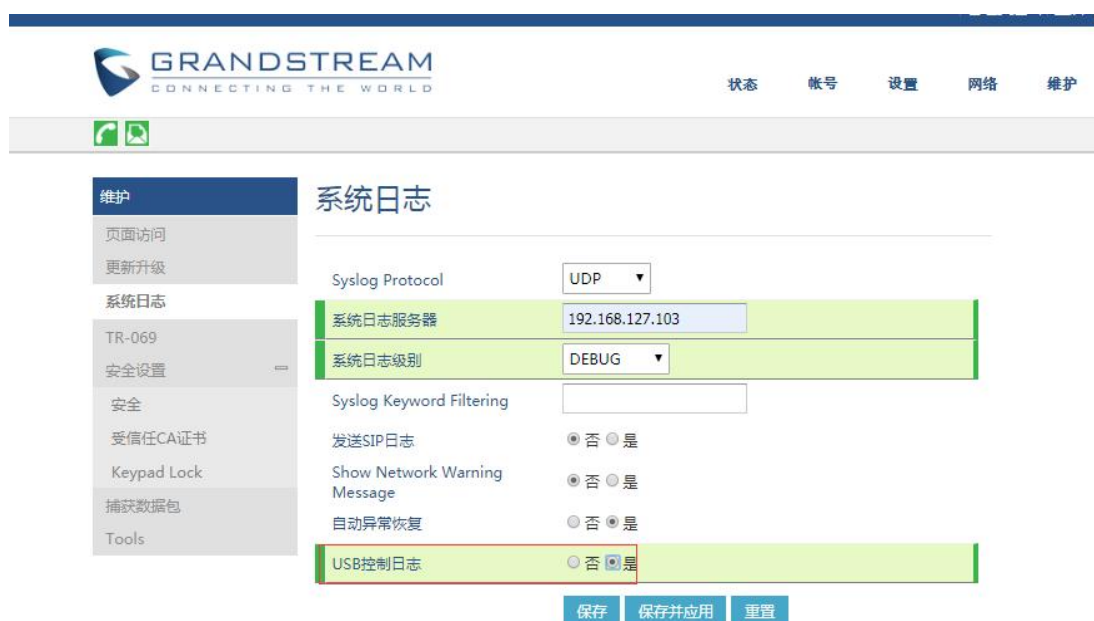 GRANDSTREAM
CONNECTING THE WORLD
状态 帐号 设置 网络 维护
维护
页面访问
更新升级
系统日志
TR-069
安全设置
安全
受信任CA证书
Keypad Lock
捕获数据包
Tools
系统日志
Syslog Protocol UDP
系统日志服务器 192.168.127.103
系统日志级别 DEBUG
Syslog Keyword Filtering
发送SIP日志 否 是
Show Network Warning
Message 否 是
自动异常恢复 否 是
USB控制日志 否 是
保存 保存并应用 重置